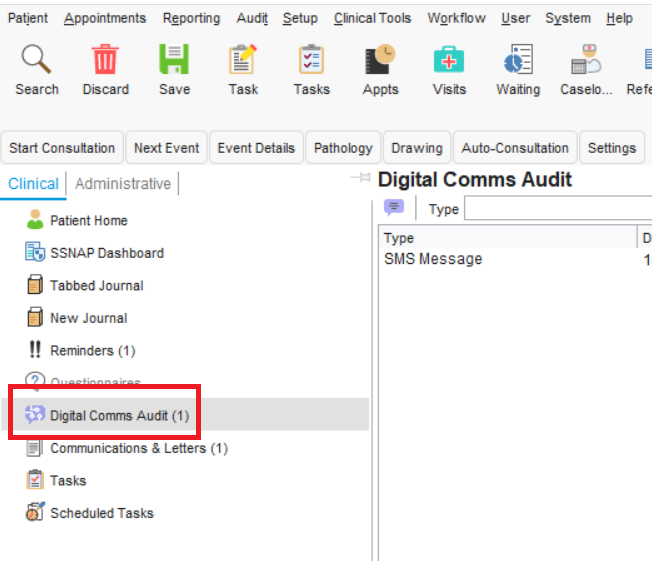 Patient Appointments Reporting Audit Setup Clinical Tools Workflow User System Help
Search Discard Save Task Tasks Appts Visits Waiting Caselo... Refe
Start Consultation Next Event Event Details Pathology Drawing Auto-Consultation Settings
Clinical Administrative
Patient Home
SSNAP Dashboard
Tabbed Journal
New Journal
Reminders (1)
Questionnaires
Digital Comms Audit (1)
Communications & Letters (1)
Tasks
Scheduled Tasks
Digital Comms Audit
Type
Type D
SMS Message 1